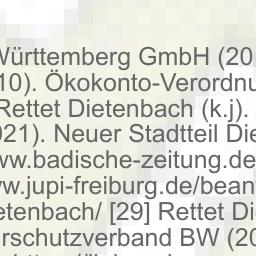 Württemberg GmbH (20
10). Ökokonto-Verordnu
Rettet Dietenbach (k.j).
021). Neuer Stadtteil Die
ww.badische-zeitung.de
w.jupi-freiburg.de/bean
etenbach/ [29] Rettet Di
rschutzverband BW (20